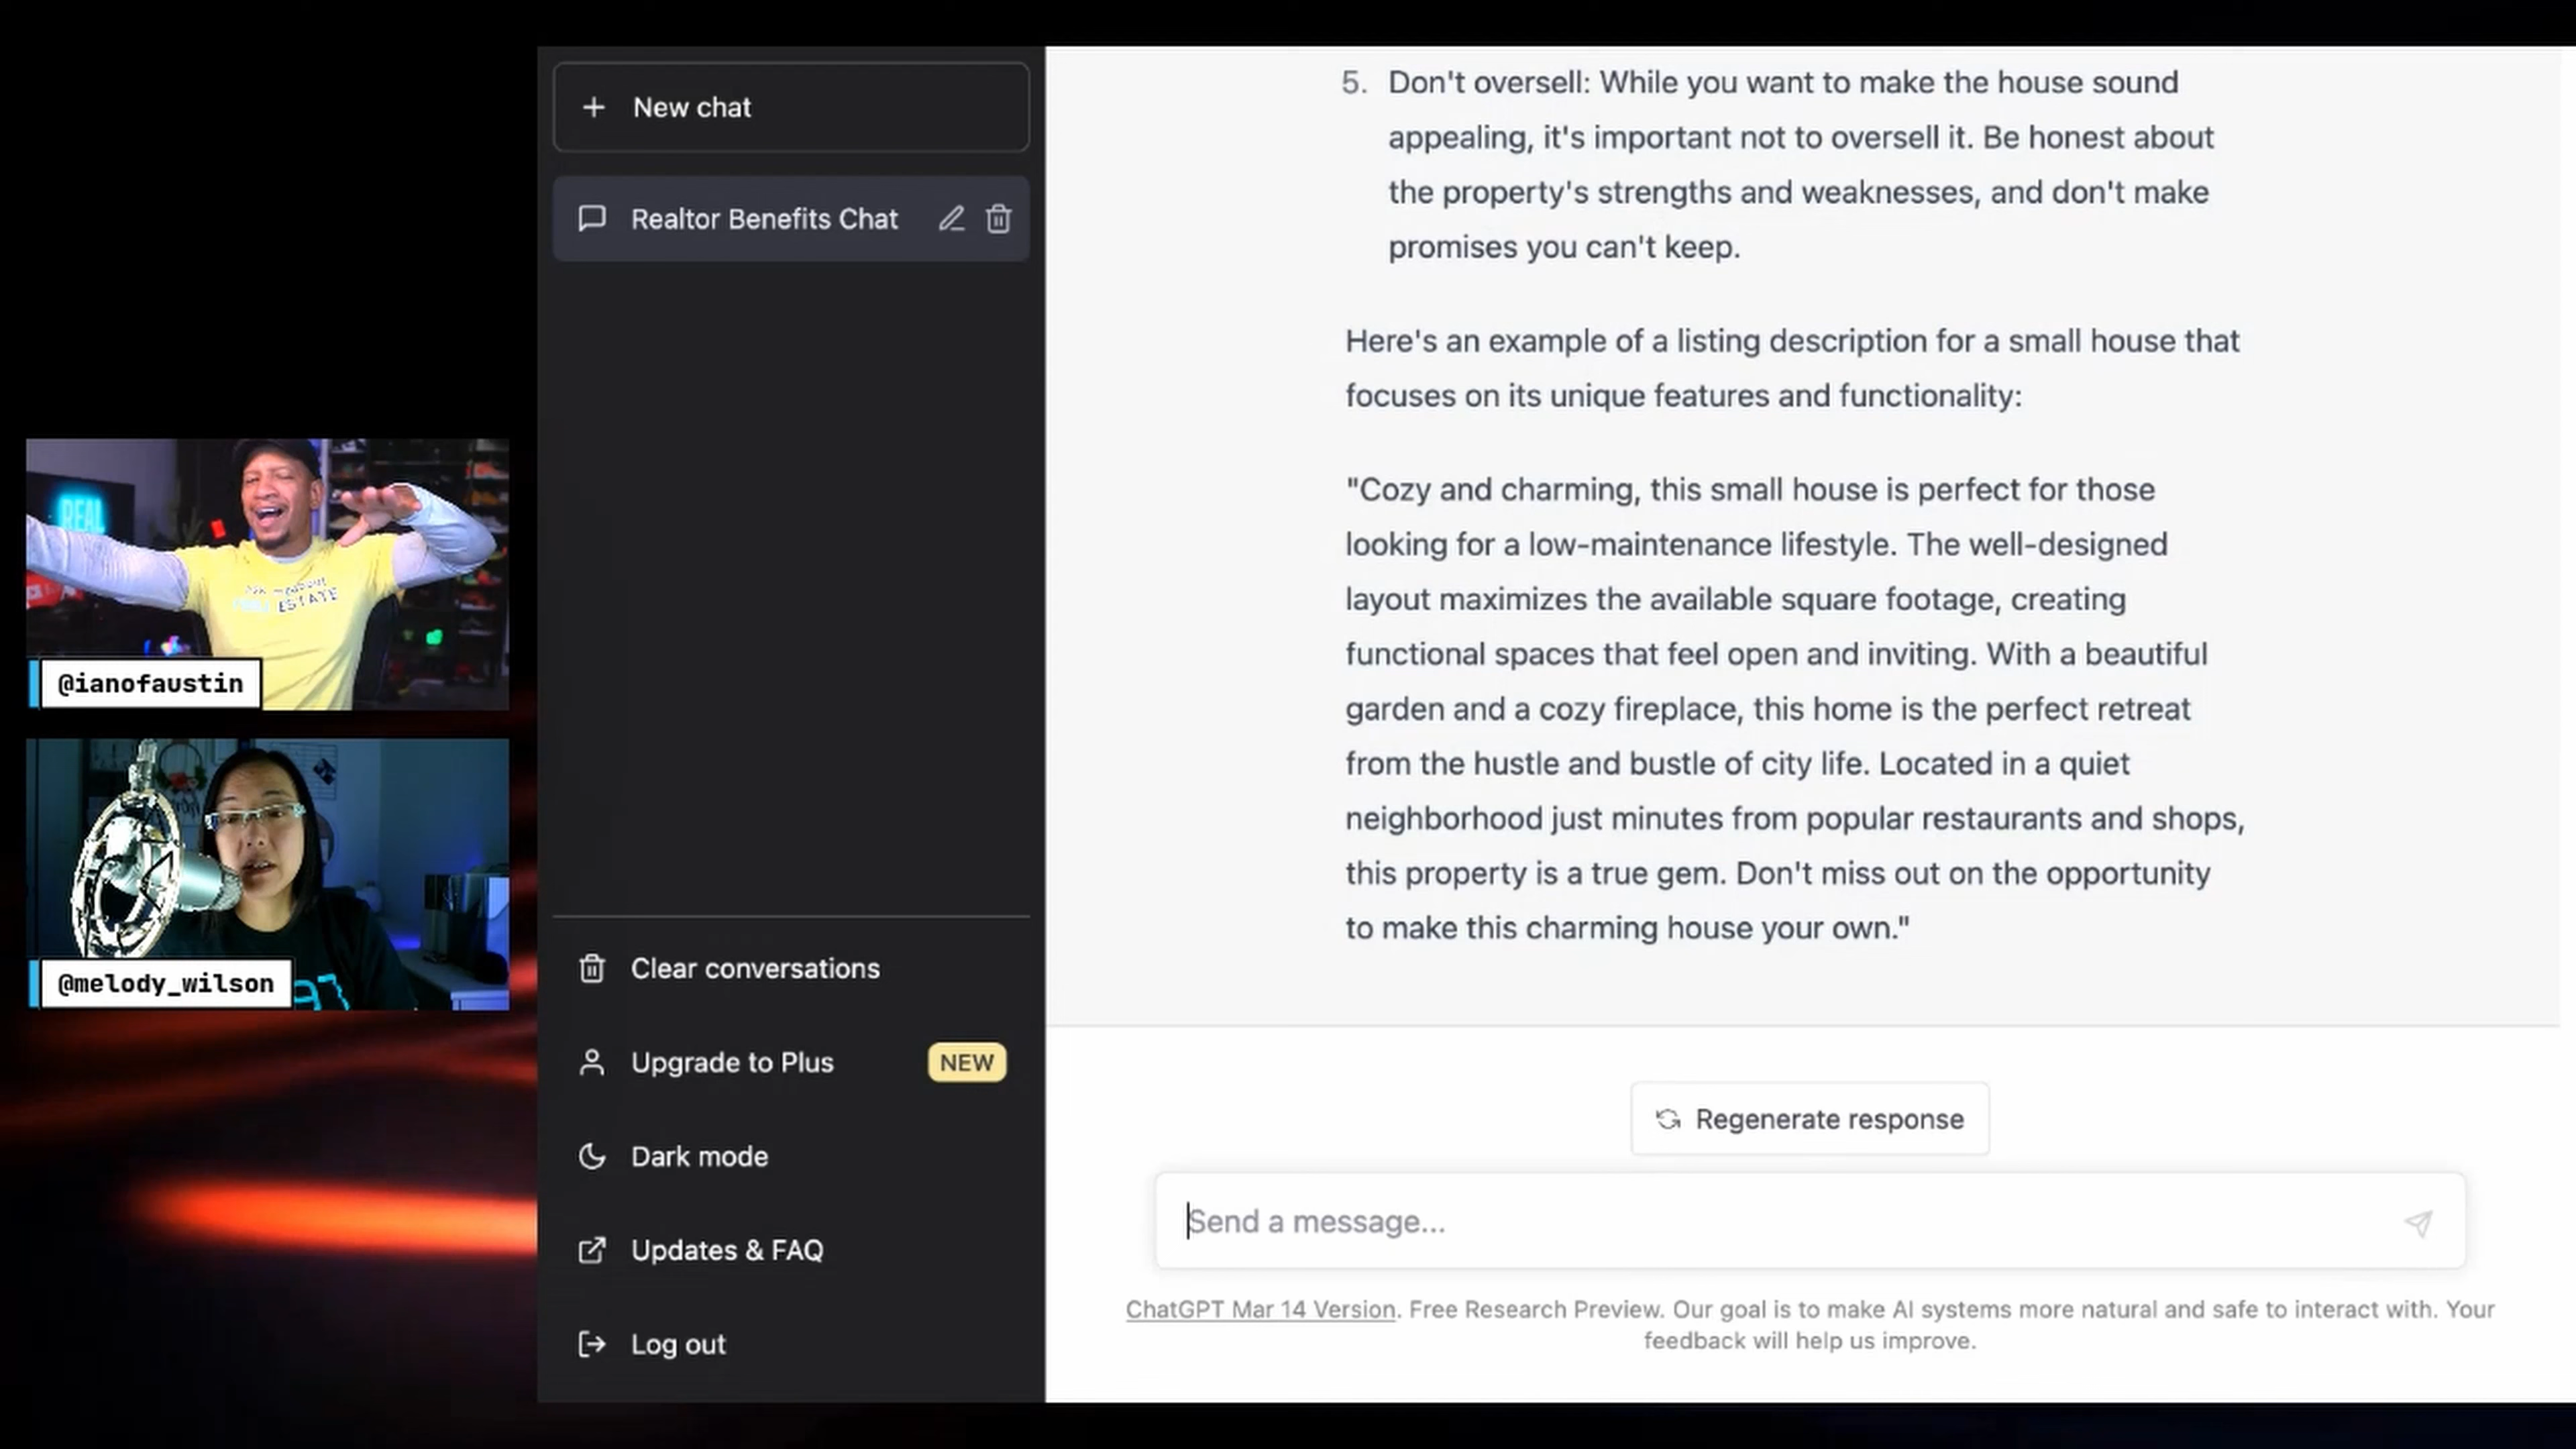 New chat
Realtor Benefits Chat
Clear conversations
Upgrade to Plus
NEW
Dark mode
Updates & FAQ
Log out
5. Don't oversell: While you want to make the house sound
appealing, it's important not to oversell it. Be honest about
the property's strengths and weaknesses, and don't make
promises you can't keep.
Here's an example of a listing description for a small house that
focuses on its unique features and functionality:
"Cozy and charming, this small house is perfect for those
looking for a low-maintenance lifestyle. The well-designed
layout maximizes the available square footage, creating
functional spaces that feel open and inviting. With a beautiful
garden and a cozy fireplace, this home is the perfect retreat
from the hustle and bustle of city life. Located in a quiet
neighborhood just minutes from popular restaurants and shops,
this property is a true gem. Don't miss out on the opportunity
to make this charming house your own."
Regenerate response
Send a message...
ChatGPT Mar 14 Version. Free Research Preview. Our goal is to make AI systems more natural and safe to interact with. Your
feedback will help us improve.
REAL
ESTATE
@ianofaustin
@melody_wilson
97